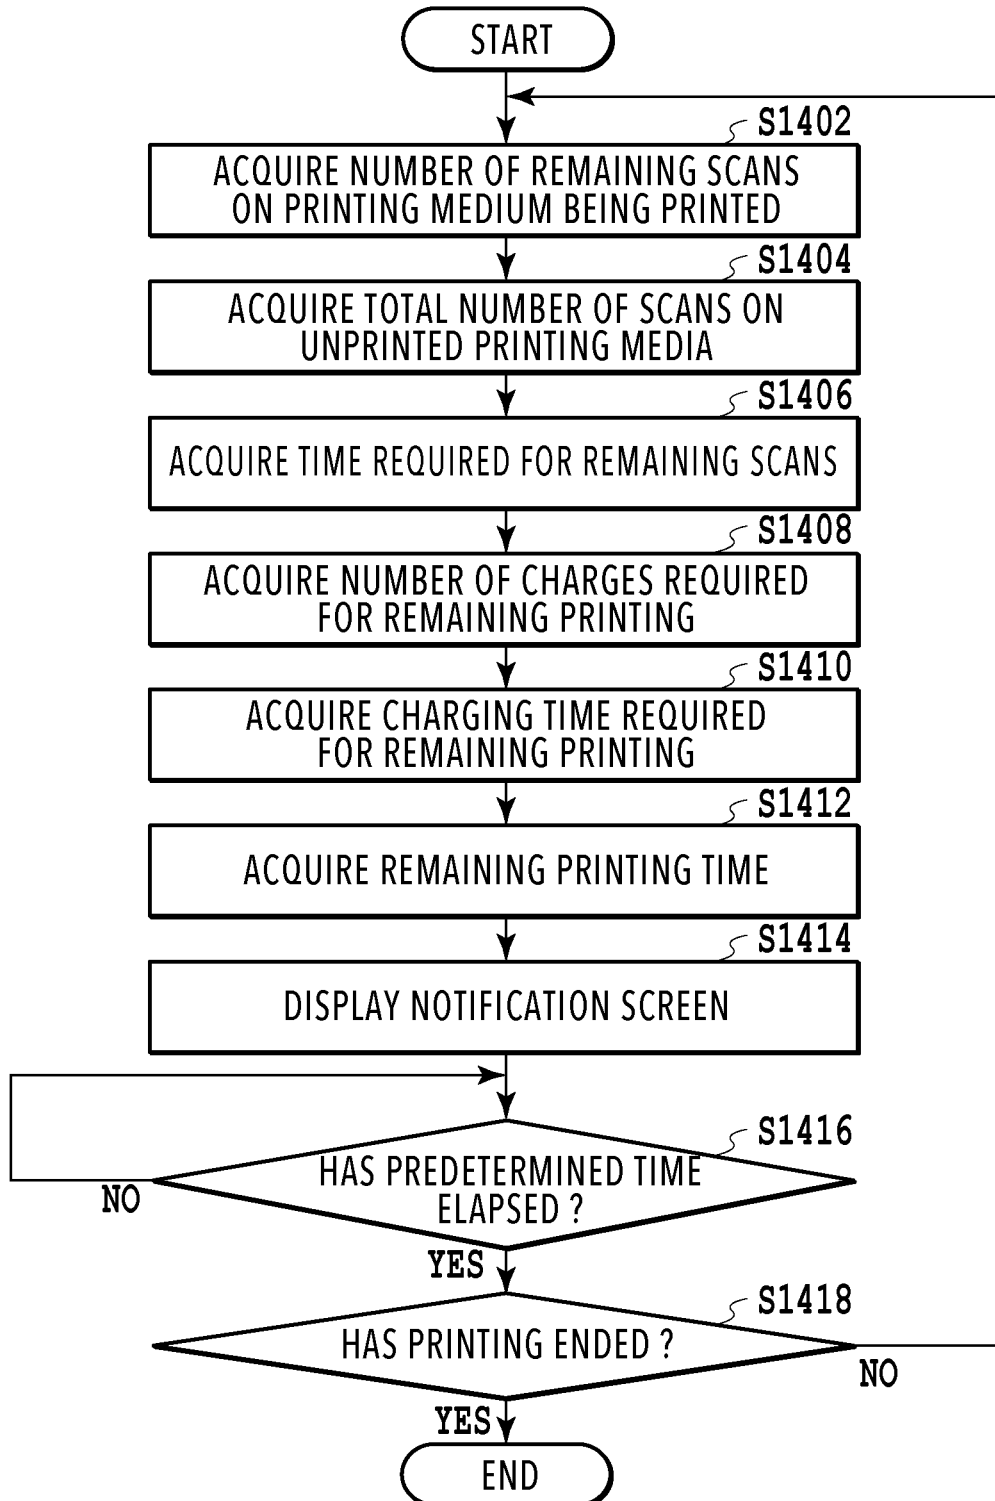 START
S1402
ACQUIRE NUMBER OF REMAINING SCANS
ON PRINTING MEDIUM BEING PRINTED
S1404
ACQUIRE TOTAL NUMBER OF SCANS ON
UNPRINTED PRINTING MEDIA
S1406
ACQUIRE TIME REQUIRED FOR REMAINING SCANS
S1408
ACQUIRE NUMBER OF CHARGES REQUIRED
FOR REMAINING PRINTING
S1410
ACQUIRE CHARGING TIME REQUIRED
FOR REMAINING PRINTING
S1412
ACQUIRE REMAINING PRINTING TIME
S1414
DISPLAY NOTIFICATION SCREEN
S1416
HAS PREDETERMINED TIME
ELAPSED ?
NO
YES
S1418
HAS PRINTING ENDED ?
NO
YES
END